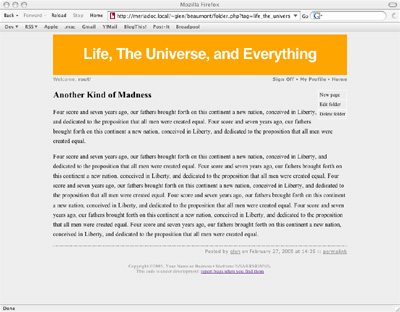 Mozilla Firefox
Back Forward Reload Stop Home http://meriadoc.local/~glen/beaumont/folder.php?tag=life_the_univers Go
Dev RSS Apple .mac Gmail Y!Mail BlogThis! Post-It Breadpool
Life, The Universe, and Everything
Welcome, Sign Off • My Profile • Home
Another Kind of Madness
New page
Edit folder
Delete folder
Four score and seven years ago, our fathers brought forth on this continent a new nation, conceived in Liberty,
and dedicated to the proposition that all men were created equal. Four score and seven years ago, our fathers
brought forth on this continent a new nation, conceived in Liberty, and dedicated to the proposition that all men were
created equal.
Four score and seven years ago, our fathers brought forth on this continent a new nation, conceived in Liberty, and
dedicated to the proposition that all men were created equal. Four score and seven years ago, our fathers brought forth on
this continent a new nation, conceived in Liberty, and dedicated to the proposition that all men were created equal. Four
score and seven years ago, our fathers brought forth on this continent a new nation, conceived in Liberty, and dedicated to
the proposition that all men were created equal. Four score and seven years ago, our fathers brought forth on this continent
a new nation, conceived in Liberty, and dedicated to the proposition that all men were created equal. Four score and seven
years ago, our fathers brought forth on this continent a new nation, conceived in Liberty, and dedicated to the proposition
that all men were created equal. Four score and seven years ago, our fathers brought forth on this continent a new nation,
conceived in Liberty, and dedicated to the proposition that all men were created equal.
Posted by glen on February 27, 2005 at 14:35 :: permalink
This code is under development: report bugs when you find them
Done